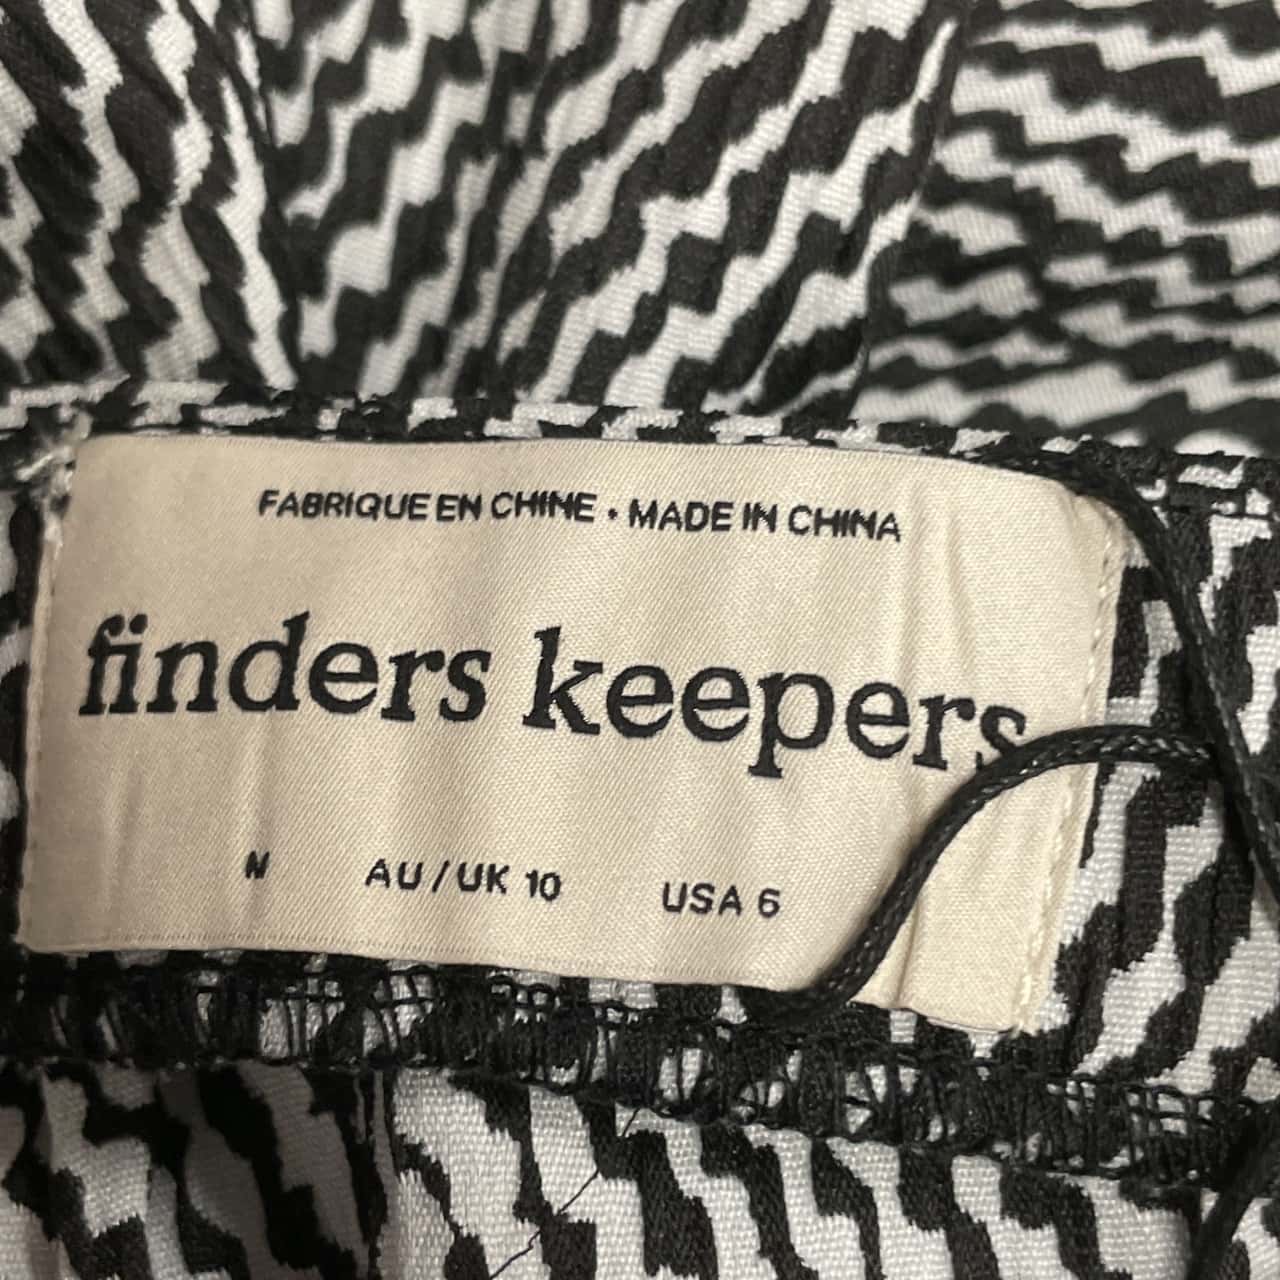 FABRIQUE EN CHINE • MADE IN CHINA
finders keepers
M AU / UK 10 USA 6